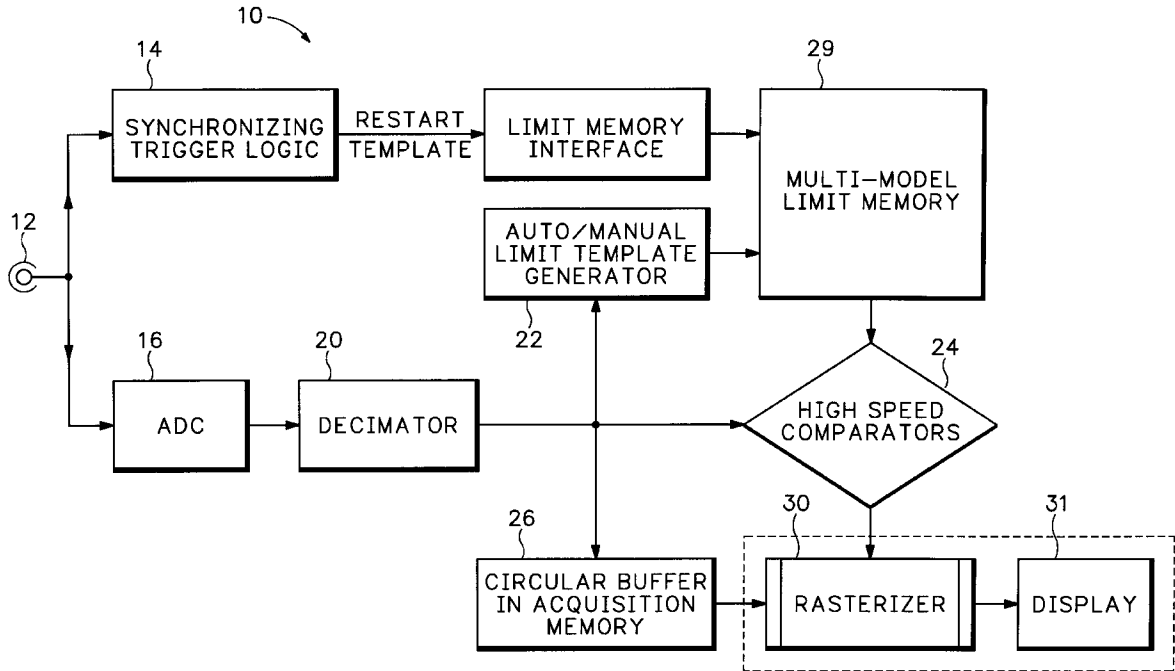 10
14
29
SYNCHRONIZING
TRIGGER LOGIC
RESTART
TEMPLATE
LIMIT MEMORY
INTERFACE
MULTI-MODEL
LIMIT MEMORY
12
AUTO/MANUAL
LIMIT TEMPLATE
GENERATOR
22
16
20
24
ADC
DECIMATOR
HIGH SPEED
COMPARATORS
26
30
31
CIRCULAR BUFFER
IN ACQUISITION
MEMORY
RASTERIZER
DISPLAY